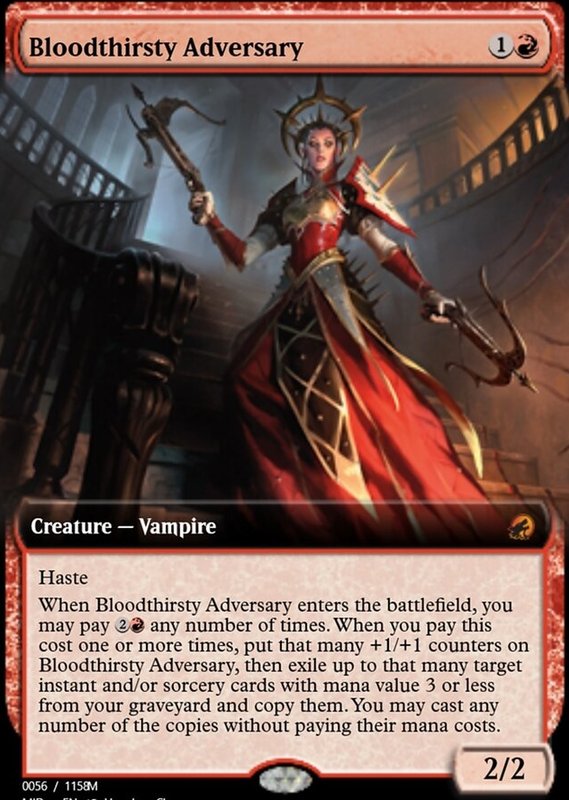 Bloodthirsty Adversary 1
Creature — Vampire
Haste
When Bloodthirsty Adversary enters the battlefield, you
may pay 2 any number of times. When you pay this
cost one or more times, put that many +1/+1 counters on
Bloodthirsty Adversary, then exile up to that many target
instant and/or sorcery cards with mana value 3 or less
from your graveyard and copy them. You may cast any
number of the copies without paying their mana costs.
2/2
0056 / 1158M